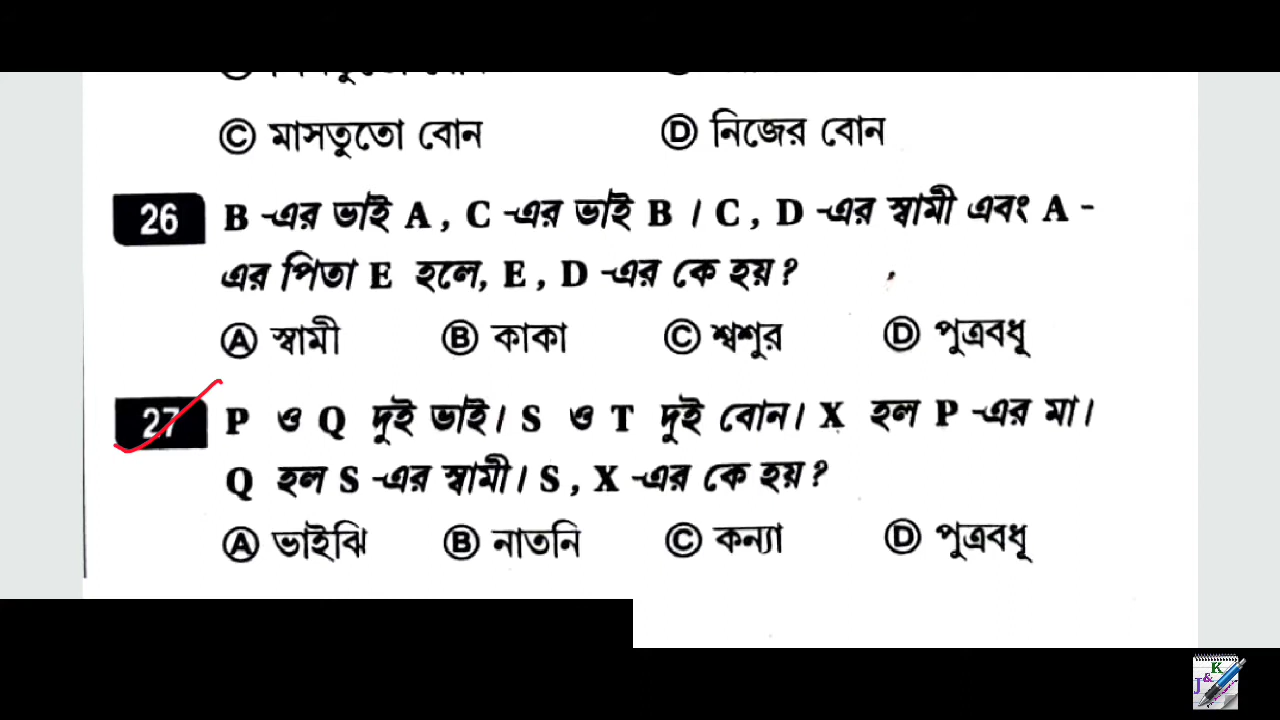 Ⓒ মাসতুতো বোন Ⓓ নিজের বোন
26 B -এর ভাই A , C -এর ভাই B । C , D -এর স্বামী এবং A -
এর পিতা E হলে, E , D -এর কে হয় ?
Ⓐ স্বামী Ⓑ কাকা Ⓒ শ্বশুর Ⓓ পুত্রবধূ
27 P ও Q দুই ভাই। S ও T দুই বোন। X হল P -এর মা।
Q হল S -এর স্বামী। S , X -এর কে হয় ?
Ⓐ ভাইঝি Ⓑ নাতনি Ⓒ কন্যা Ⓓ পুত্রবধূ
J & K